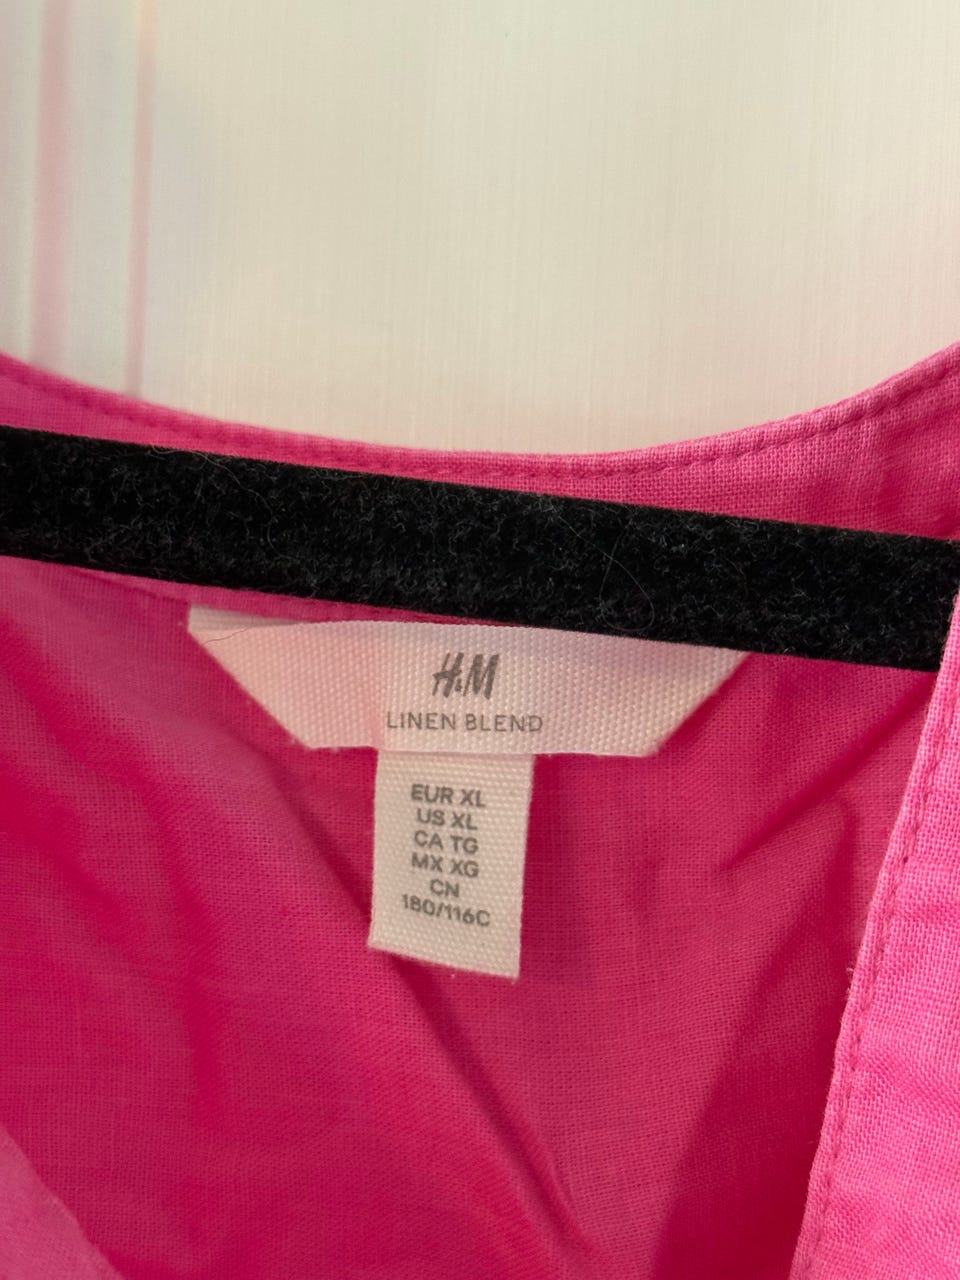 H&M
LINEN BLEND
EUR XL
US XL
CA TG
MX XG
CN
180/116C